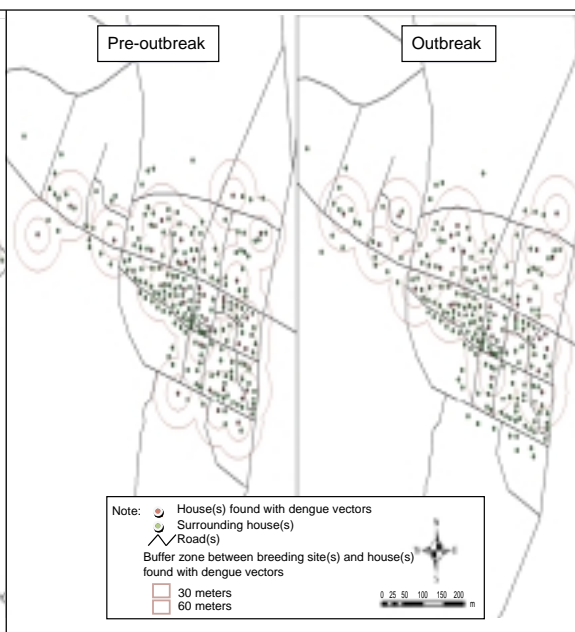 Pre-outbreak
Outbreak
Note:
House(s) found with dengue vectors
Surrounding house(s)
Road(s)
Buffer zone between breeding site(s) and house(s)
found with dengue vectors
30 meters
60 meters
N
S
0 25 50 100 150 200
m